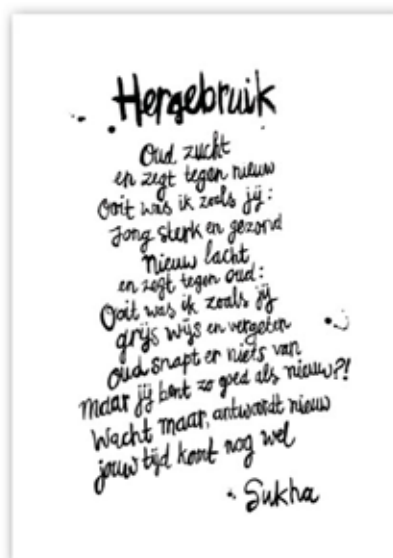 Hergebruik
Oud zucht
en zegt tegen nieuw
Ooit was ik zoals jij:
Jong sterk en gezond
Nieuw lacht
en zegt tegen oud:
Ooit was ik zoals jij
grijs wijs en vergeten
oud snapt er niets van
Maar jij bent zo goed als nieuw?!
Wacht maar, antwoordt nieuw
jouw tijd komt nog wel
Sukha